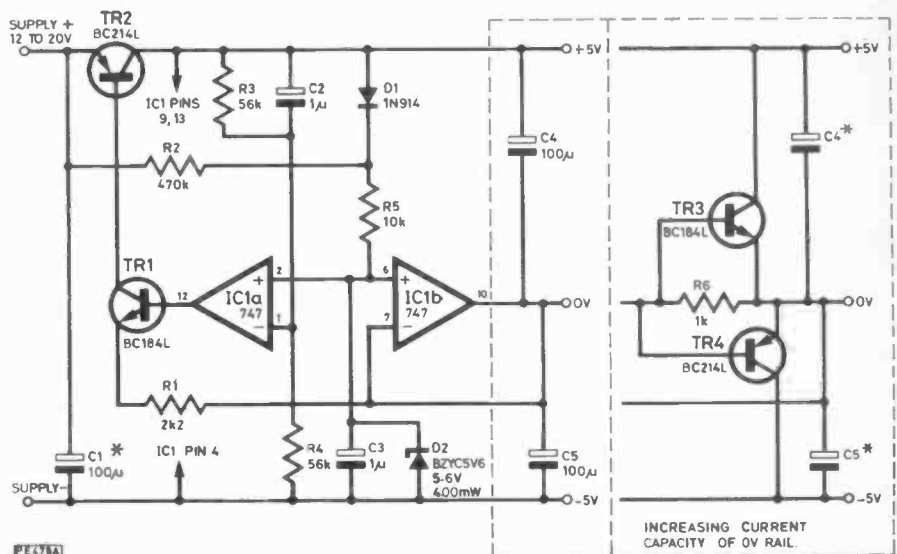 SUPPLY +
12 TO 20V
TR2
BC214L
IC1 PINS
9, 13
R3
56k
C2
1µ
D1
1N914
R2
470k
R5
10k
C4
100µ
+5V
+5V
C4*
TR3
BC184L
R6
1k
TR4
BC214L
0V
0V
TR1
BC184L
12
IC1a
747
2
+
1
−
6
+
7
−
IC1b
747
10
R1
2k2
C1 *
100µ
IC1 PIN 4
R4
56k
C3
1µ
D2
BZYC5V6
5·6V
400mW
C5
100µ
C5*
SUPPLY−
-5V
-5V
INCREASING CURRENT
CAPACITY OF 0V RAIL.
PE478A